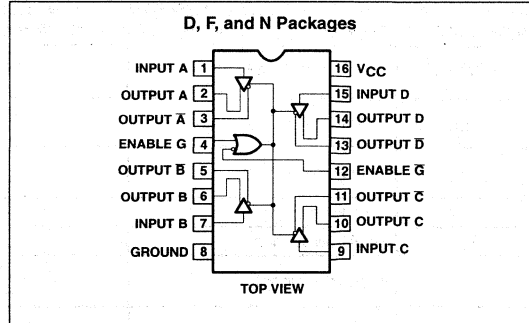 D, F, and N Packages
INPUT A 1
OUTPUT A 2
OUTPUT A̅ 3
ENABLE G 4
OUTPUT B̅ 5
OUTPUT B 6
INPUT B 7
GROUND 8
16 VCC
15 INPUT D
14 OUTPUT D
13 OUTPUT D̅
12 ENABLE G̅
11 OUTPUT C̅
10 OUTPUT C
9 INPUT C
TOP VIEW